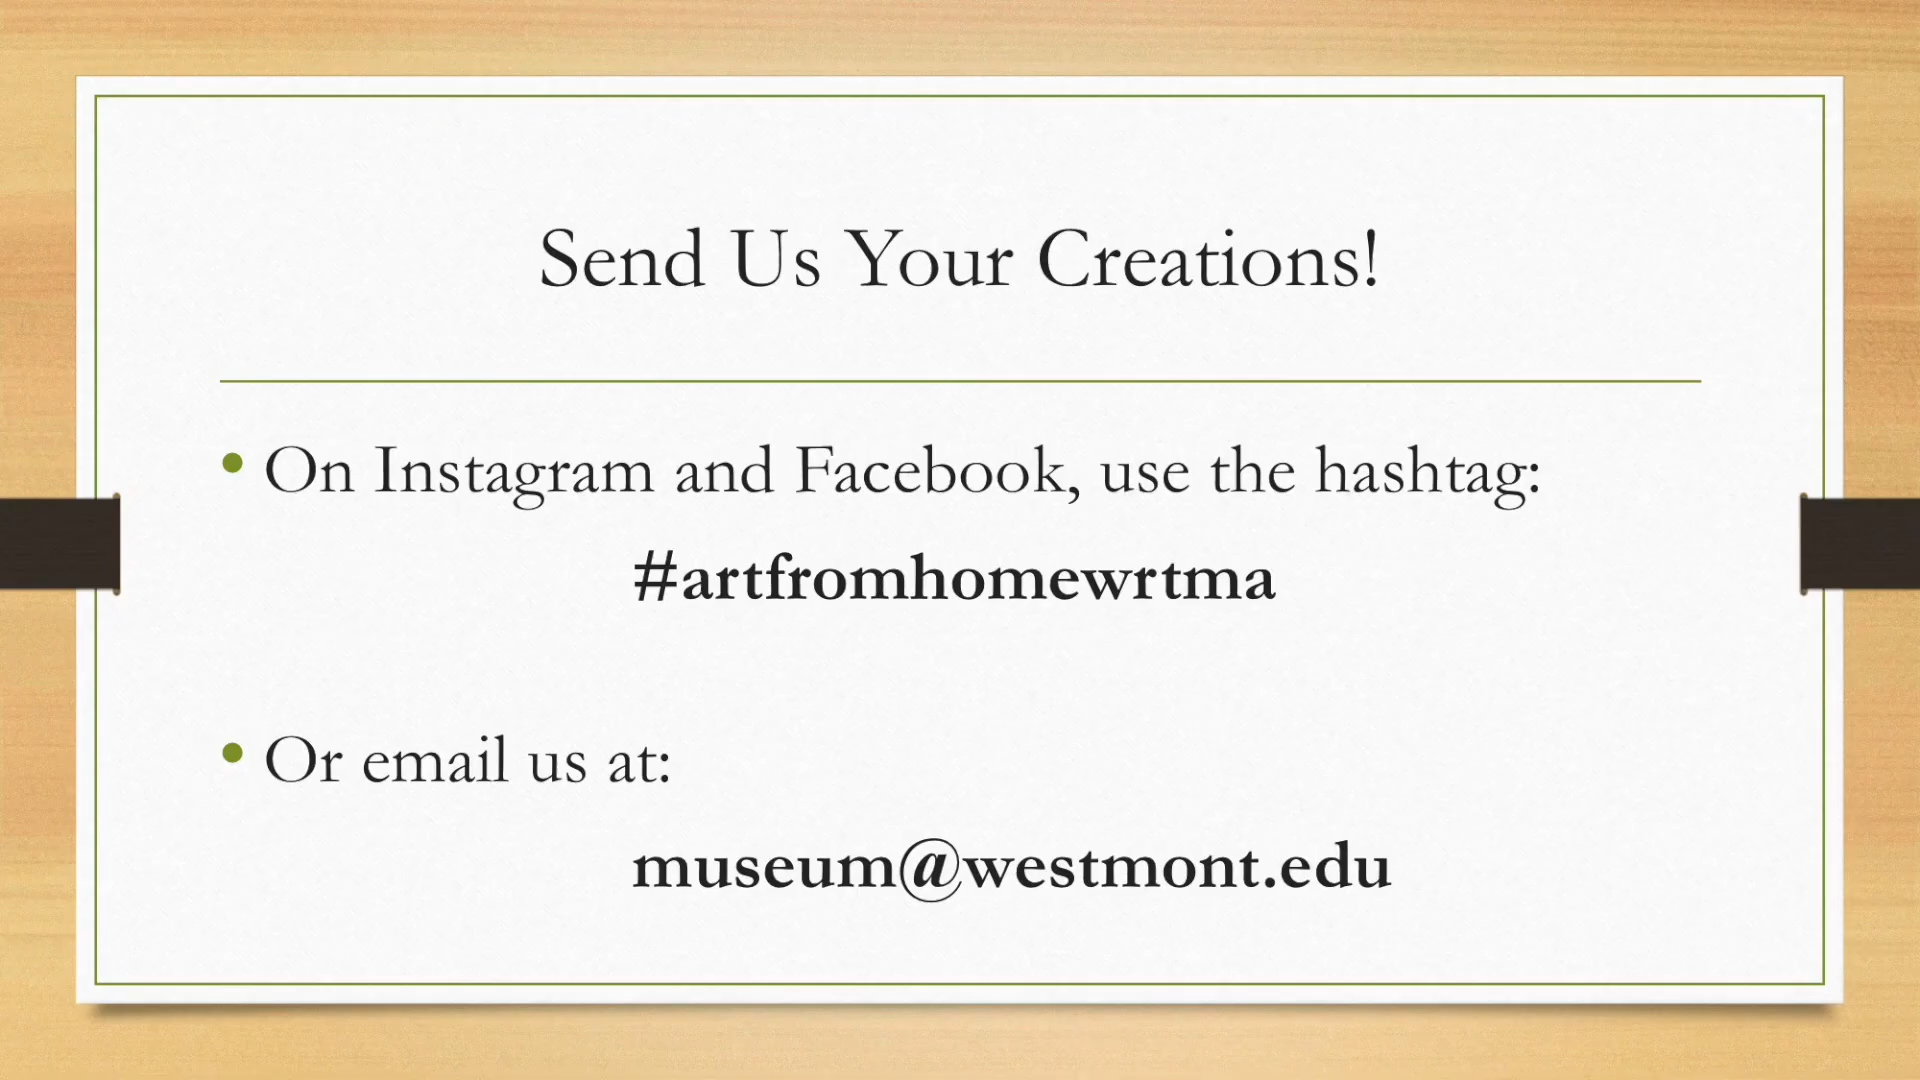 Send Us Your Creations!
• On Instagram and Facebook, use the hashtag:
#artfromhomewrtma
• Or email us at:
museum@westmont.edu